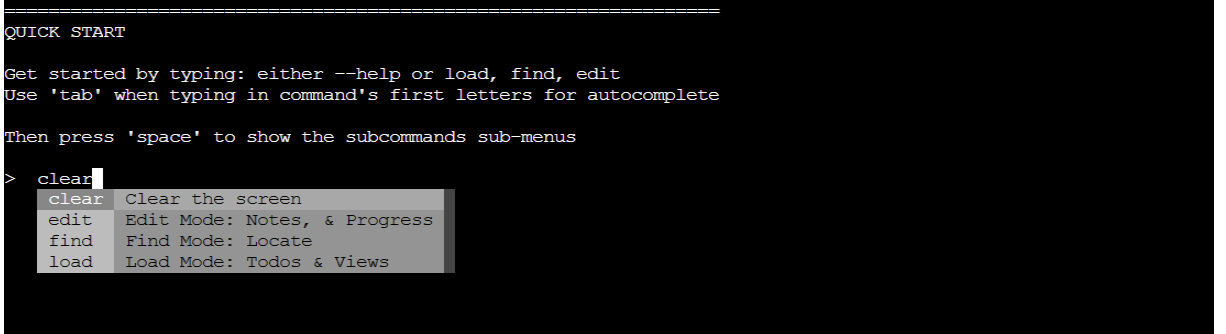 =================================================================
QUICK START
Get started by typing: either --help or load, find, edit
Use 'tab' when typing in command's first letters for autocomplete
Then press 'space' to show the subcommands sub-menus
> clear
clear Clear the screen
edit Edit Mode: Notes, & Progress
find Find Mode: Locate
load Load Mode: Todos & Views